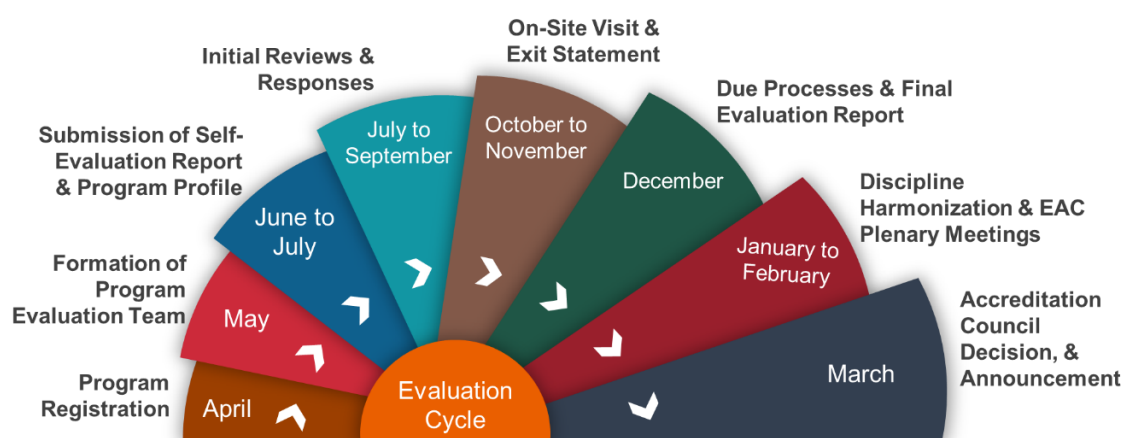 Program
Registration
April
Formation of
Program
Evaluation Team
May
Submission of Self-
Evaluation Report
& Program Profile
June to
July
Initial Reviews &
Responses
July to
September
On-Site Visit &
Exit Statement
October to
November
Due Processes & Final
Evaluation Report
December
Discipline
Harmonization & EAC
Plenary Meetings
January to
February
Accreditation
Council
Decision, &
Announcement
March
Evaluation
Cycle